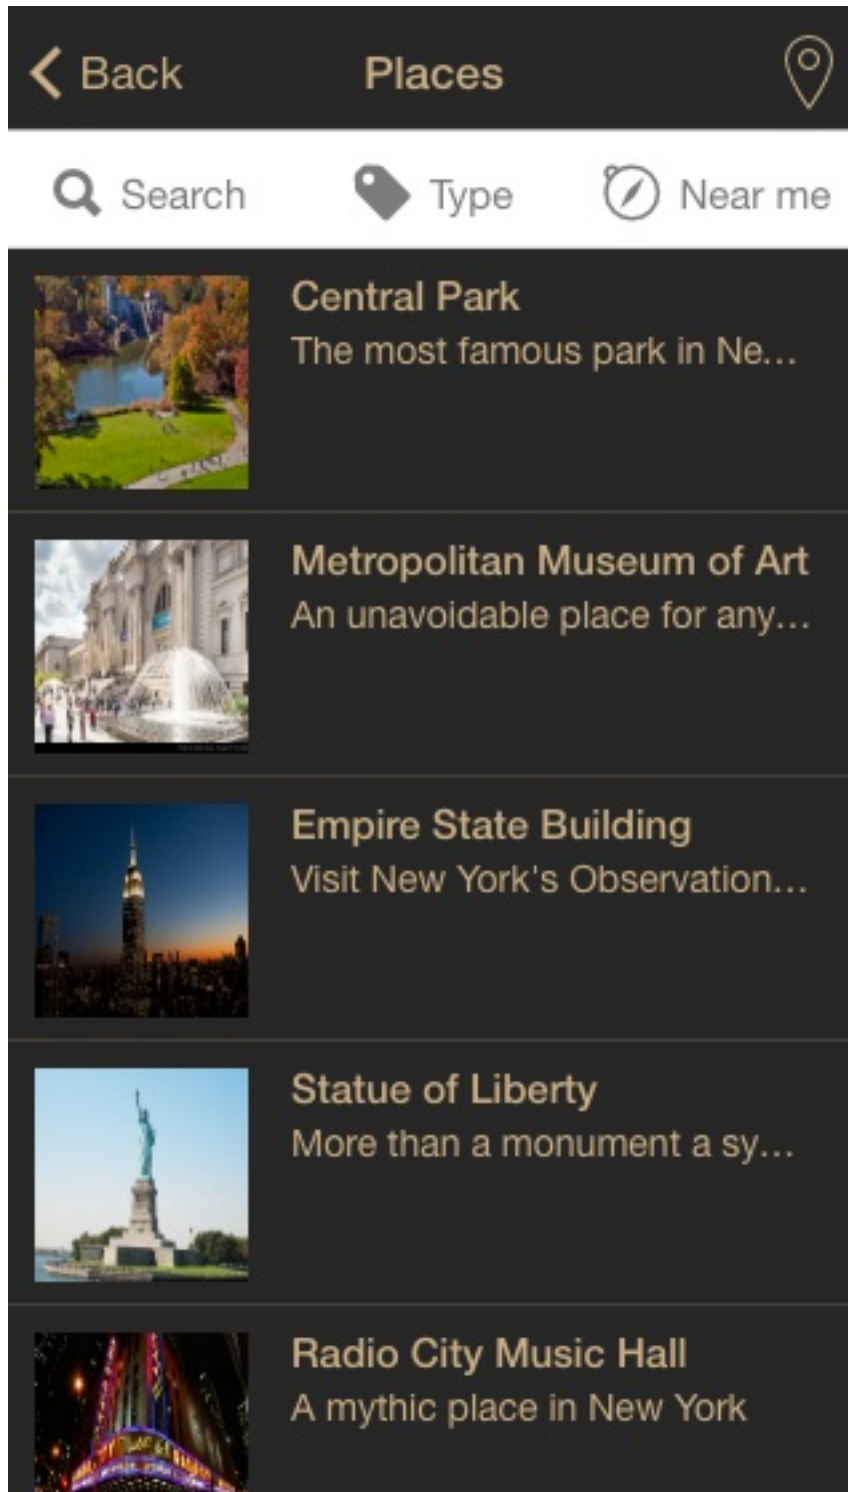 Back Places
Search Type Near me
Central Park
The most famous park in Ne...
Metropolitan Museum of Art
An unavoidable place for any...
Empire State Building
Visit New York's Observation...
Statue of Liberty
More than a monument a sy...
Radio City Music Hall
A mythic place in New York